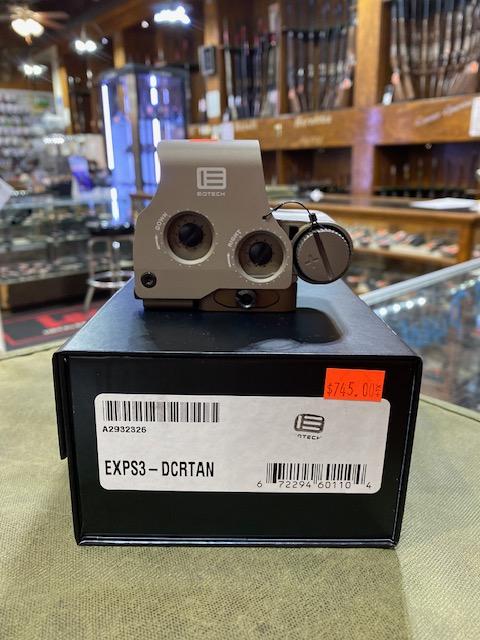 EOTECH
DOWN
RIGHT
$745.00
A2932326
EOTECH
EXPS3-DCRTAN
6 72294 60110 4